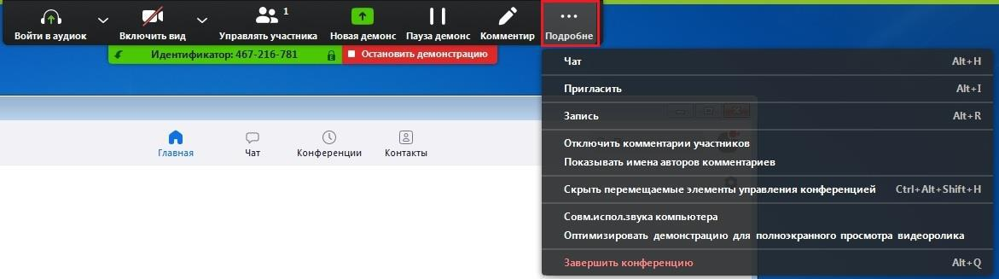 1
Войти в аудиок
Включить вид
Управлять участника
Новая демонс
Пауза демонс
Комментир
Подробне
Идентификатор: 467-216-781
Остановить демонстрацию
Чат Alt+H
Пригласить Alt+I
Запись Alt+R
Отключить комментарии участников
Показывать имена авторов комментариев
Скрыть перемещаемые элементы управления конференцией Ctrl+Alt+Shift+H
Совм.испол.звука компьютера
Оптимизировать демонстрацию для полноэкранного просмотра видеоролика
Завершить конференцию Alt+Q
Главная
Чат
Конференции
Контакты